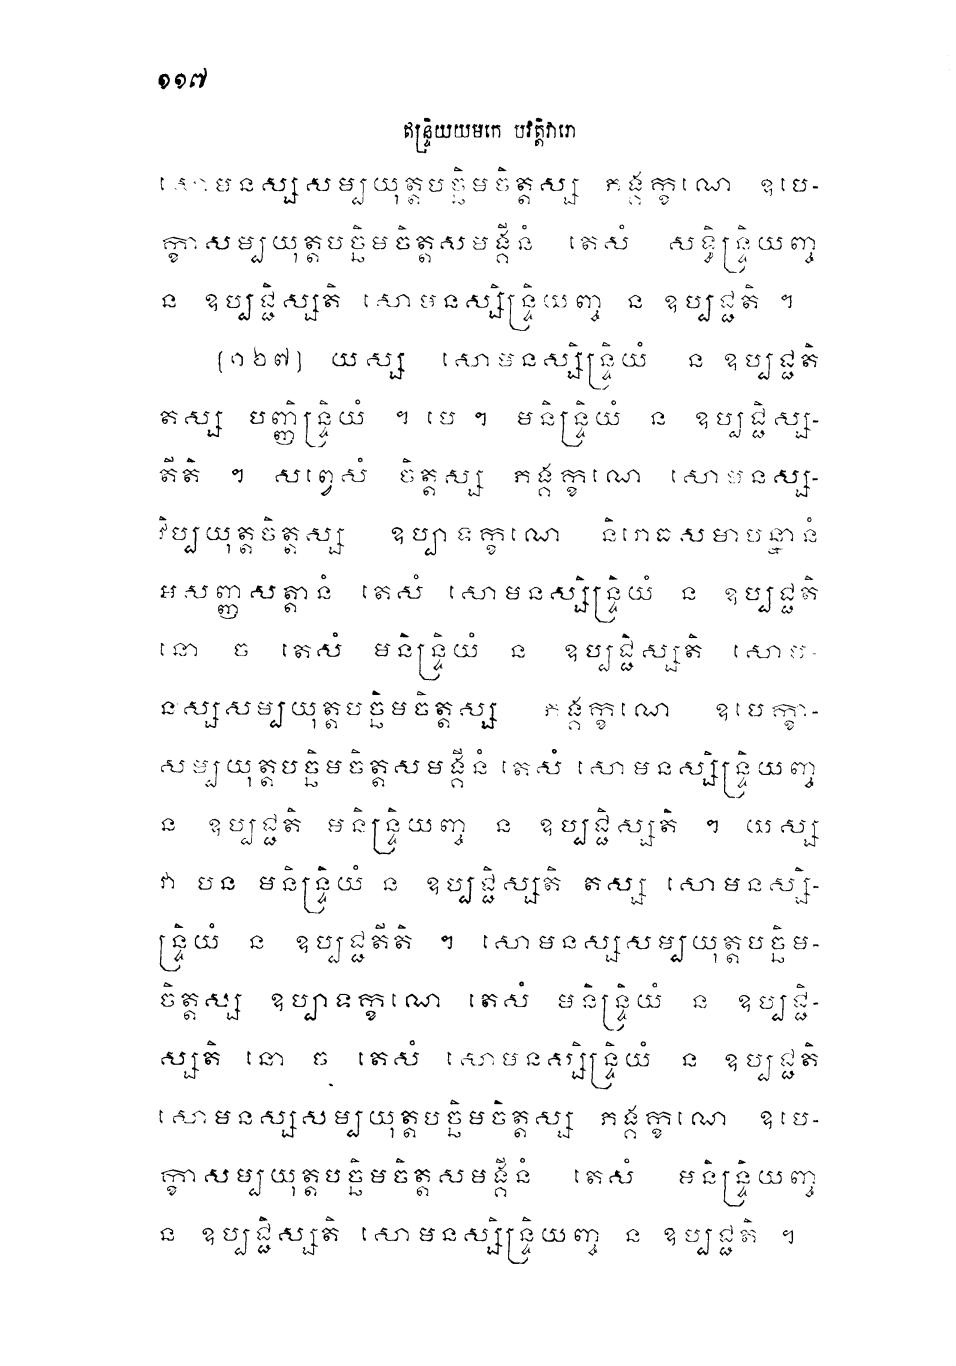 ១១៧
ឥន្ទ្រិយយមកេ បវត្តិវារោ
សោមនស្សសម្បយុត្តបច្ឆិមចិត្តស្ស ភង្គក្ខណេ ឧបេ-
ក្ខាសម្បយុត្តបច្ឆិមចិត្តសមង្គីនំ តេសំ សទ្ធិន្ទ្រិយញ្ច
ន ឧប្បជ្ជិស្សតិ សោមនស្សិន្ទ្រិយញ្ច ន ឧប្បជ្ជតិ ។
(១៦៧) យស្ស សោមនស្សិន្ទ្រិយំ ន ឧប្បជ្ជតិ
តស្ស បញ្ញិន្ទ្រិយំ ។ បេ ។ មនិន្ទ្រិយំ ន ឧប្បជ្ជិស្ស-
តីតិ ។ សព្វេសំ ចិត្តស្ស ភង្គក្ខណេ សោមនស្ស-
វិប្បយុត្តចិត្តស្ស ឧប្បាទក្ខណេ និរោធសមាបន្នានំ
អសញ្ញសត្តានំ តេសំ សោមនស្សិន្ទ្រិយំ ន ឧប្បជ្ជតិ
នោ ច តេសំ មនិន្ទ្រិយំ ន ឧប្បជ្ជិស្សតិ សោម-
នស្សសម្បយុត្តបច្ឆិមចិត្តស្ស ភង្គក្ខណេ ឧបេក្ខា-
សម្បយុត្តបច្ឆិមចិត្តសមង្គីនំ តេសំ សោមនស្សិន្ទ្រិយញ្ច
ន ឧប្បជ្ជតិ មនិន្ទ្រិយញ្ច ន ឧប្បជ្ជិស្សតិ ។ យស្ស
វា បន មនិន្ទ្រិយំ ន ឧប្បជ្ជិស្សតិ តស្ស សោមនស្សិ-
ន្ទ្រិយំ ន ឧប្បជ្ជតីតិ ។ សោមនស្សសម្បយុត្តបច្ឆិម-
ចិត្តស្ស ឧប្បាទក្ខណេ តេសំ មនិន្ទ្រិយំ ន ឧប្បជ្ជិ-
ស្សតិ នោ ច តេសំ សោមនស្សិន្ទ្រិយំ ន ឧប្បជ្ជតិ
សោមនស្សសម្បយុត្តបច្ឆិមចិត្តស្ស ភង្គក្ខណេ ឧបេ-
ក្ខាសម្បយុត្តបច្ឆិមចិត្តសមង្គីនំ តេសំ មនិន្ទ្រិយញ្ច
ន ឧប្បជ្ជិស្សតិ សោមនស្សិន្ទ្រិយញ្ច ន ឧប្បជ្ជតិ ។